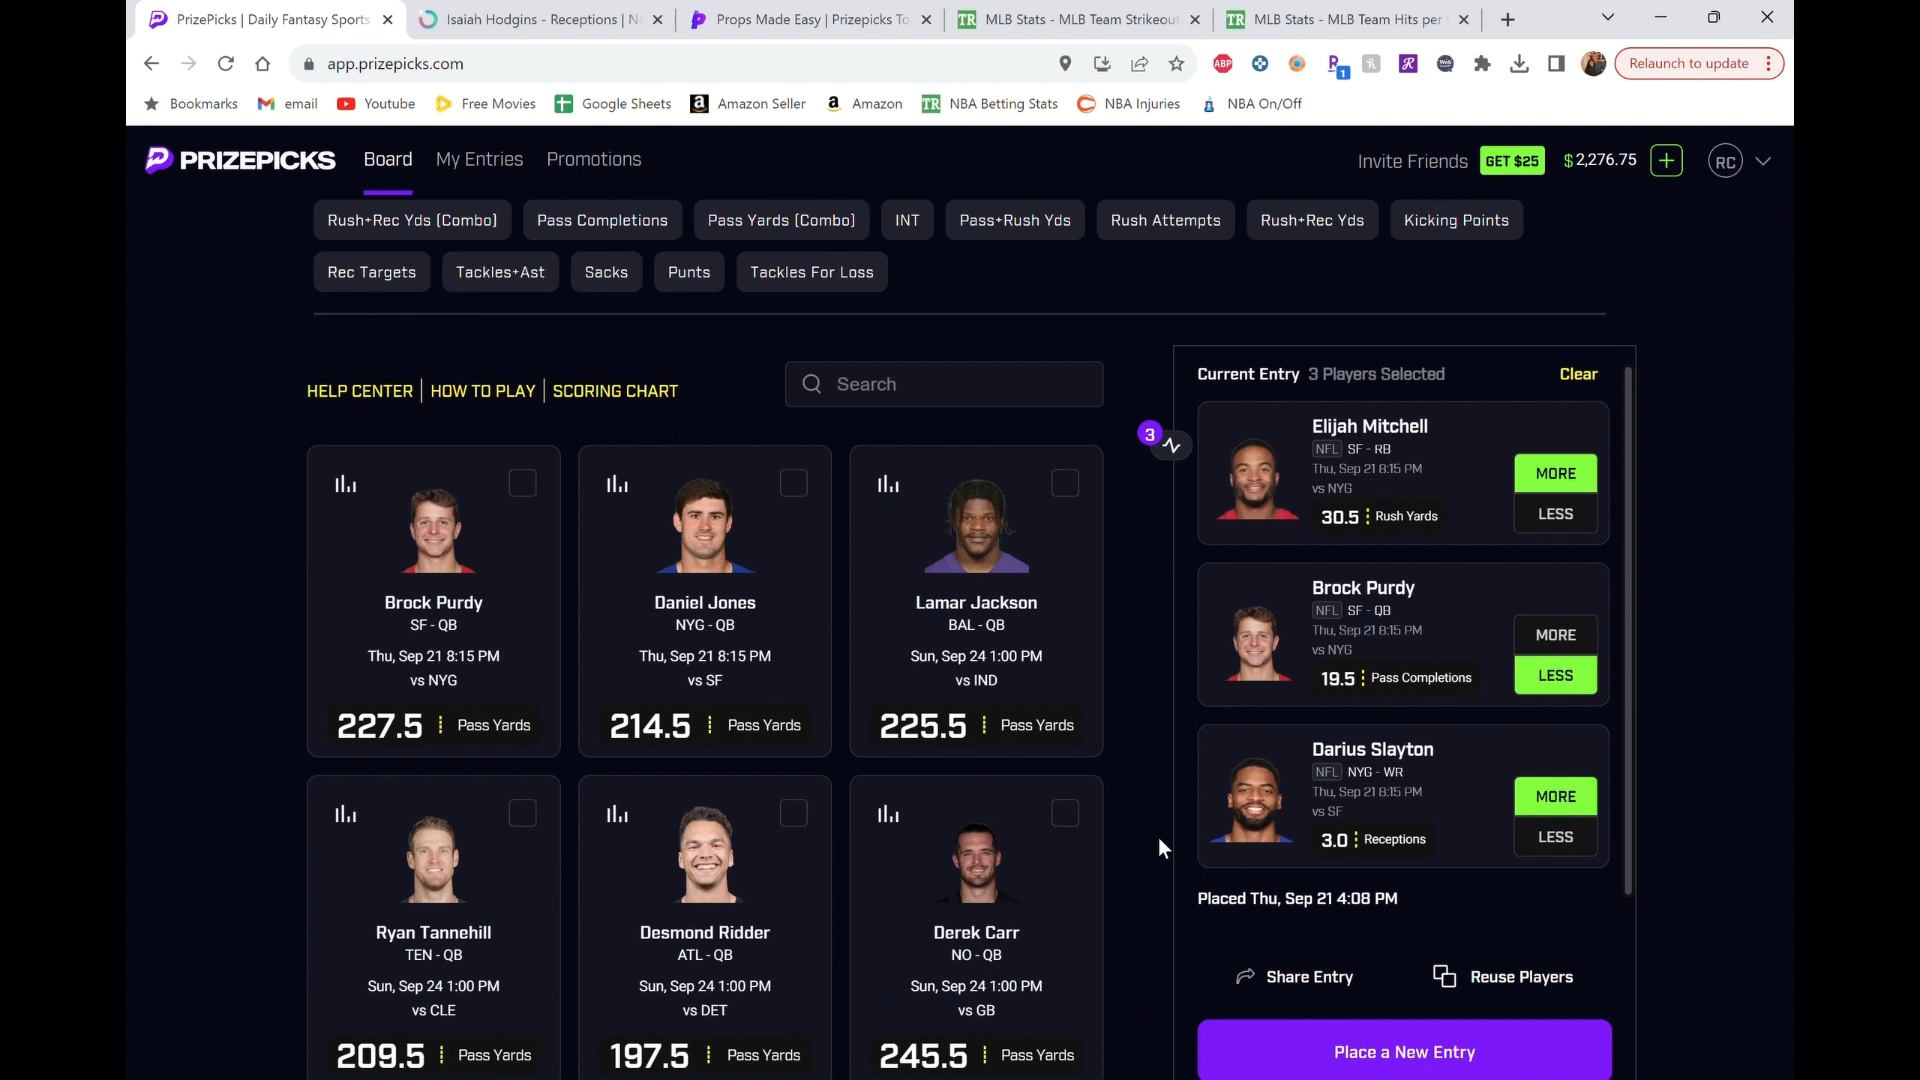 PrizePicks | Daily Fantasy Sports
Isaiah Hodgins - Receptions | N
Props Made Easy | Prizepicks To
MLB Stats - MLB Team Strikeout
MLB Stats - MLB Team Hits per
app.prizepicks.com
ABP
1
Relaunch to update
Bookmarks
email
Youtube
Free Movies
Google Sheets
Amazon Seller
Amazon
TR
NBA Betting Stats
NBA Injuries
NBA On/Off
PRIZEPICKS
Board
My Entries
Promotions
Invite Friends
GET $25
$2,276.75
RC
Rush+Rec Yds (Combo)
Pass Completions
Pass Yards (Combo)
INT
Pass+Rush Yds
Rush Attempts
Rush+Rec Yds
Kicking Points
Rec Targets
Tackles+Ast
Sacks
Punts
Tackles For Loss
HELP CENTER | HOW TO PLAY | SCORING CHART
Search
Brock Purdy
SF - QB
Thu, Sep 21 8:15 PM
vs NYG
227.5 Pass Yards
Daniel Jones
NYG - QB
Thu, Sep 21 8:15 PM
vs SF
214.5 Pass Yards
Lamar Jackson
BAL - QB
Sun, Sep 24 1:00 PM
vs IND
225.5 Pass Yards
Ryan Tannehill
TEN - QB
Sun, Sep 24 1:00 PM
vs CLE
209.5 Pass Yards
Desmond Ridder
ATL - QB
Sun, Sep 24 1:00 PM
vs DET
197.5 Pass Yards
Derek Carr
NO - QB
Sun, Sep 24 1:00 PM
vs GB
245.5 Pass Yards
Current Entry 3 Players Selected
Clear
3
Elijah Mitchell
NFL SF - RB
Thu, Sep 21 8:15 PM
vs NYG
30.5 Rush Yards
MORE
LESS
Brock Purdy
NFL SF - QB
Thu, Sep 21 8:15 PM
vs NYG
19.5 Pass Completions
MORE
LESS
Darius Slayton
NFL NYG - WR
Thu, Sep 21 8:15 PM
vs SF
3.0 Receptions
MORE
LESS
Placed Thu, Sep 21 4:08 PM
Share Entry
Reuse Players
Place a New Entry